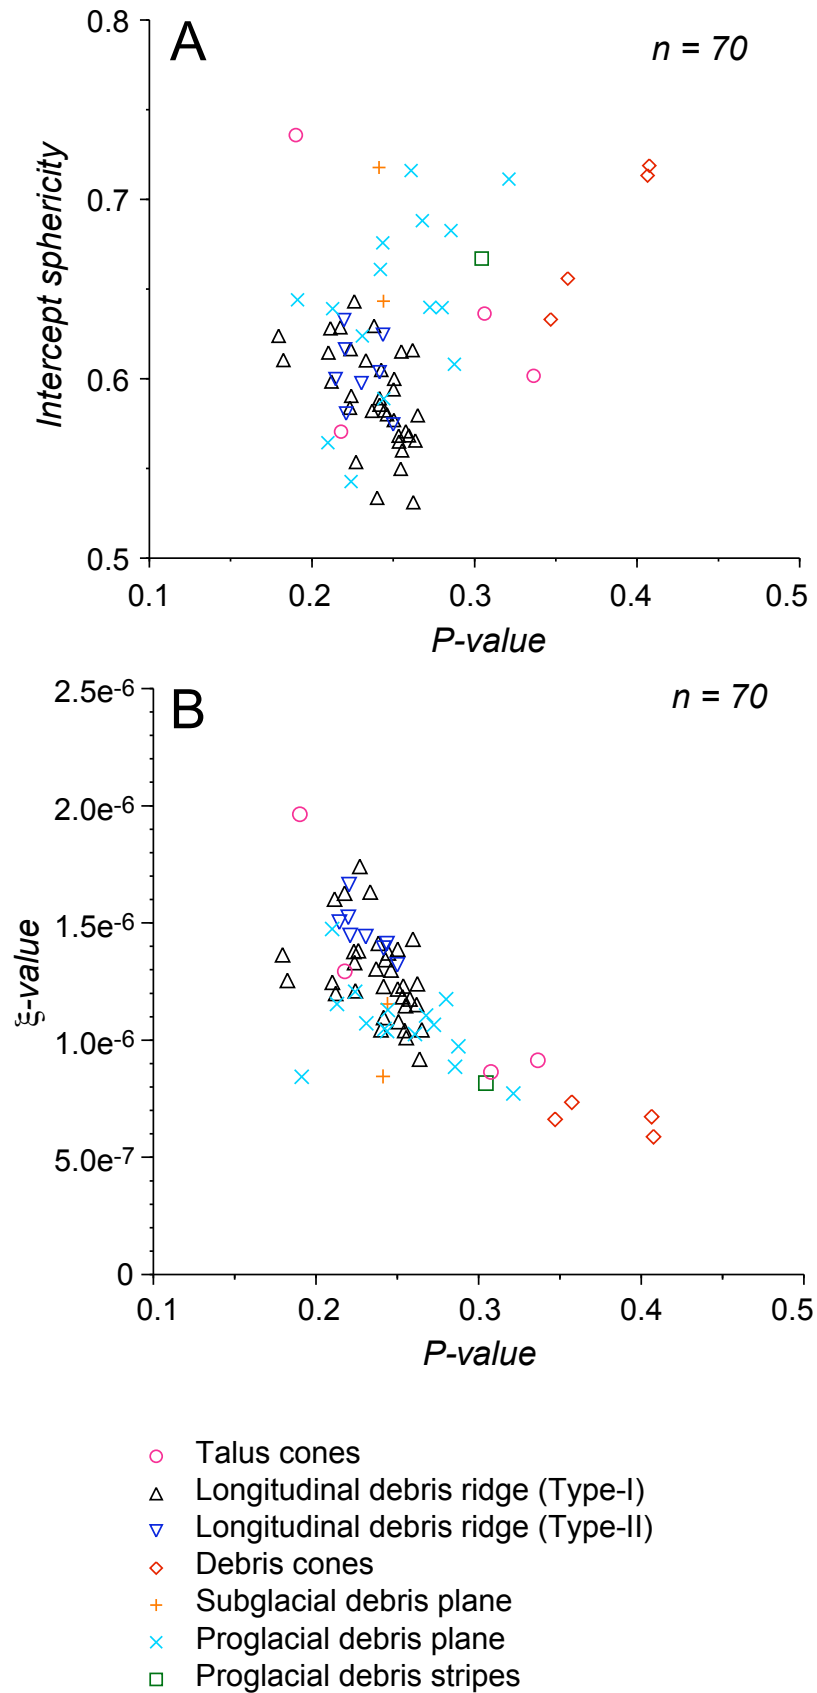 A
n = 70
0.8
0.7
0.6
0.5
Intercept sphericity
0.1 0.2 0.3 0.4 0.5
P-value
B
n = 70
2.5e-6
2.0e-6
1.5e-6
1.0e-6
5.0e-7
0
ξ-value
0.1 0.2 0.3 0.4 0.5
P-value
Talus cones
Longitudinal debris ridge (Type-I)
Longitudinal debris ridge (Type-II)
Debris cones
Subglacial debris plane
Proglacial debris plane
Proglacial debris stripes